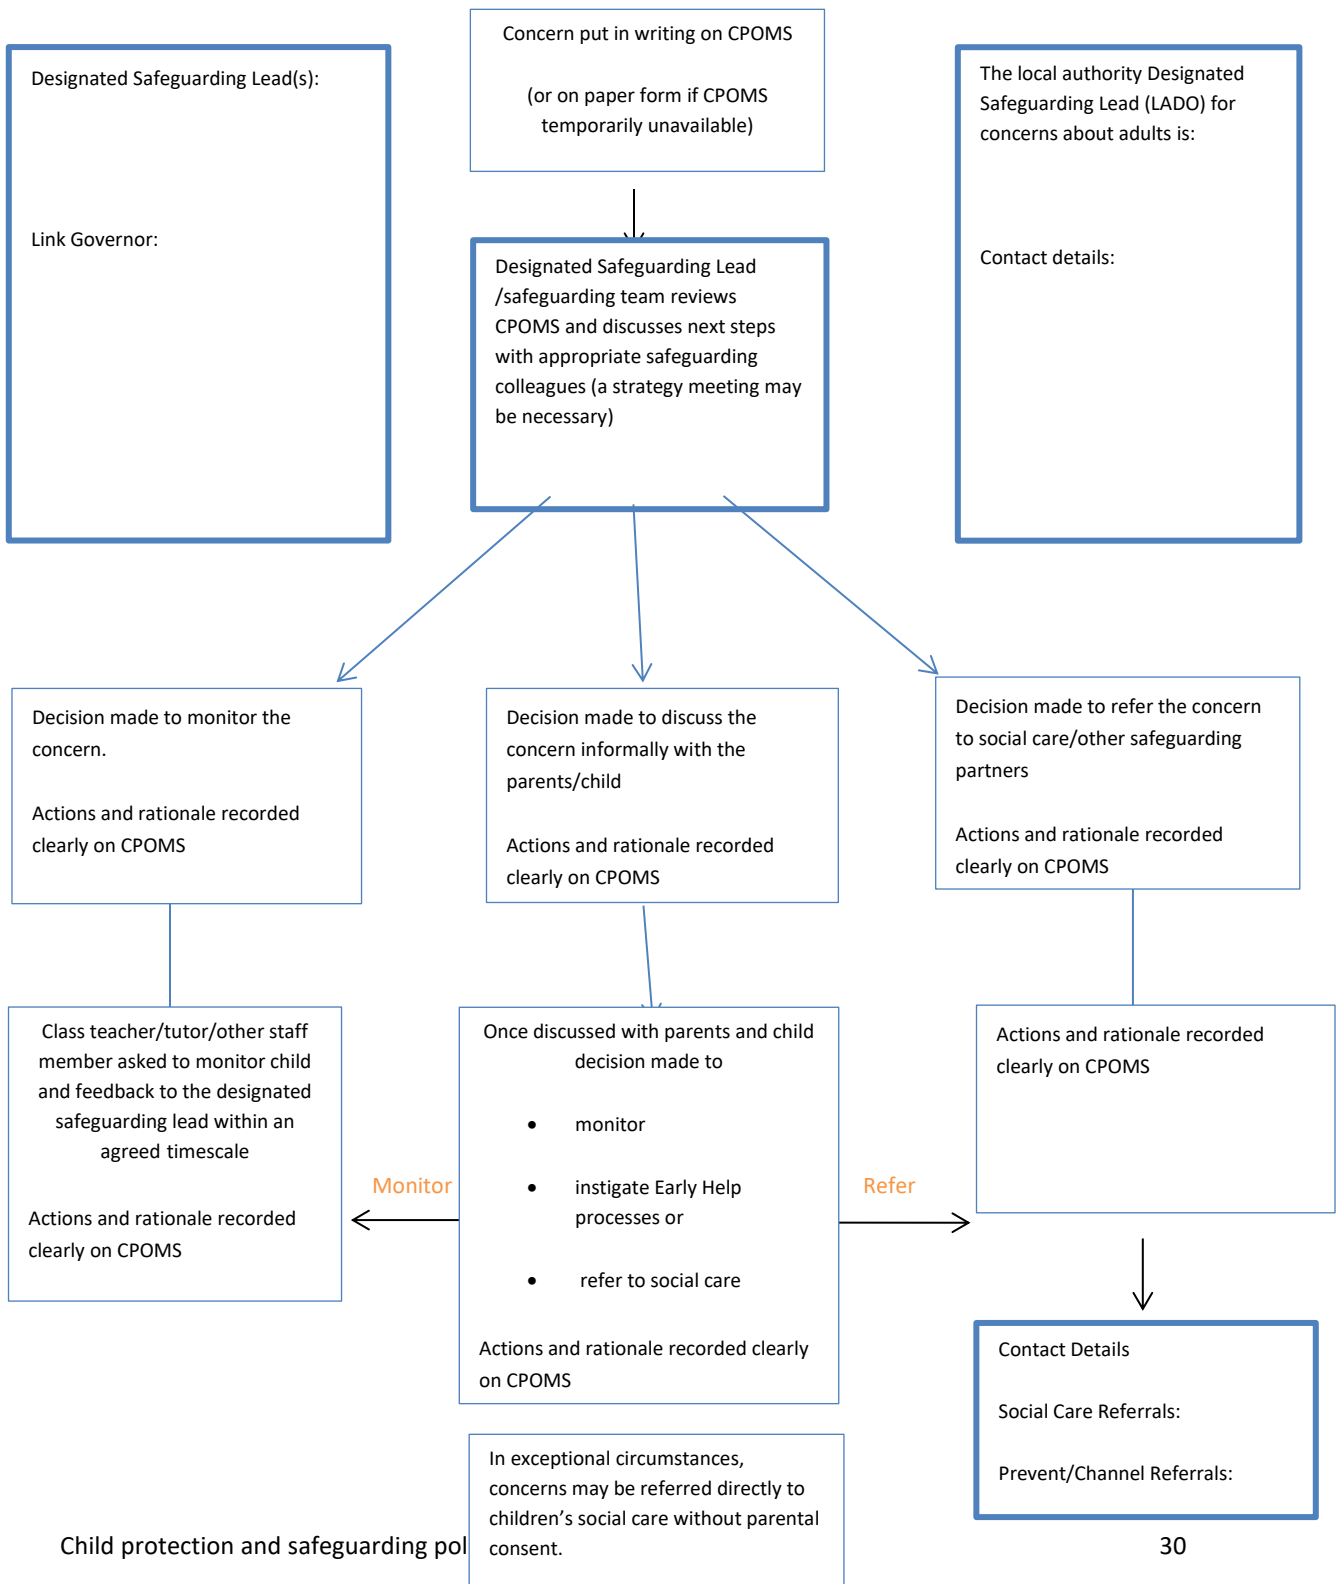 Concern put in writing on CPOMS
(or on paper form if CPOMS
temporarily unavailable)
Designated Safeguarding Lead(s):
Link Governor:
The local authority Designated
Safeguarding Lead (LADO) for
concerns about adults is:
Contact details:
Designated Safeguarding Lead
/safeguarding team reviews
CPOMS and discusses next steps
with appropriate safeguarding
colleagues (a strategy meeting may
be necessary)
Decision made to monitor the
concern.
Actions and rationale recorded
clearly on CPOMS
Decision made to discuss the
concern informally with the
parents/child
Actions and rationale recorded
clearly on CPOMS
Decision made to refer the concern
to social care/other safeguarding
partners
Actions and rationale recorded
clearly on CPOMS
Class teacher/tutor/other staff
member asked to monitor child
and feedback to the designated
safeguarding lead within an
agreed timescale
Actions and rationale recorded
clearly on CPOMS
Monitor
Once discussed with parents and child
decision made to
• monitor
• instigate Early Help
processes or
• refer to social care
Actions and rationale recorded clearly
on CPOMS
Refer
Actions and rationale recorded
clearly on CPOMS
Contact Details
Social Care Referrals:
Prevent/Channel Referrals:
In exceptional circumstances,
concerns may be referred directly to
children’s social care without parental
consent.
Child protection and safeguarding pol
30